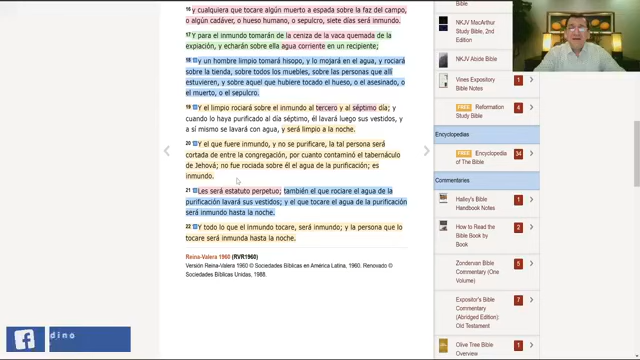 16 y cualquiera que tocare algún muerto a espada sobre la faz del campo,
o algún cadáver, o hueso humano, o sepulcro, siete días será inmundo.
17 Y para el inmundo tomarán de la ceniza de la vaca quemada de la
expiación, y echarán sobre ella agua corriente en un recipiente;
18 y un hombre limpio tomará hisopo, y lo mojará en el agua, y rociará
sobre la tienda, sobre todos los muebles, sobre las personas que allí
estuvieren, y sobre aquel que hubiere tocado el hueso, o el asesinado, o
el muerto, o el sepulcro.
19 Y el limpio rociará sobre el inmundo al tercero y al séptimo día; y
cuando lo haya purificado al día séptimo, él lavará luego sus vestidos, y
a sí mismo se lavará con agua, y será limpio a la noche.
20 Y el que fuere inmundo, y no se purificare, la tal persona será
cortada de entre la congregación, por cuanto contaminó el tabernáculo
de Jehová; no fue rociada sobre él el agua de la purificación; es
inmundo.
21 Les será estatuto perpetuo; también el que rociare el agua de la
purificación lavará sus vestidos; y el que tocare el agua de la purificación
será inmundo hasta la noche.
22 Y todo lo que el inmundo tocare, será inmundo; y la persona que lo
tocare será inmunda hasta la noche.
Reina-Valera 1960 (RVR1960)
Versión Reina-Valera 1960 © Sociedades Bíblicas en América Latina, 1960. Renovado ©
Sociedades Bíblicas Unidas, 1988.
NKJV MacArthur
Study Bible, 2nd
Edition
NKJV Abide Bible
Vines Expository
Bible Notes
1
FREE Reformation
Study Bible
4
Encyclopedias
FREE Encyclopedia
of The Bible
34
Commentaries
Halley's Bible
Handbook Notes
1
How to Read the
Bible Book by
Book
2
Zondervan Bible
Commentary (One
Volume)
5
Expositor's Bible
Commentary
(Abridged Edition)
Old Testament
7
Olive Tree Bible
Overview
1
f
dino